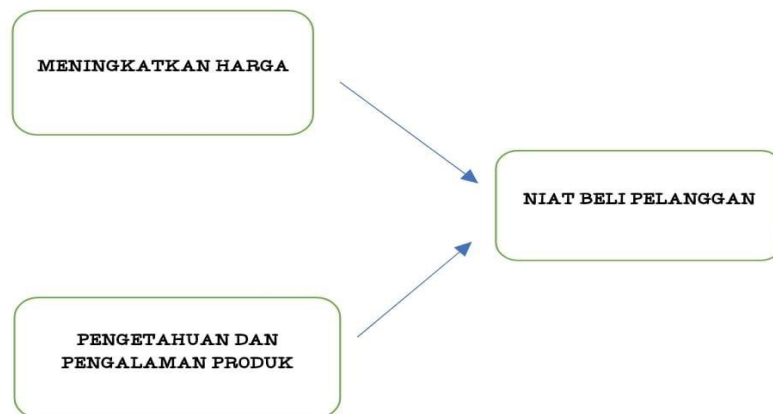 MENINGKATKAN HARGA
NIAT BELI PELANGGAN
PENGETAHUAN DAN
PENGALAMAN PRODUK